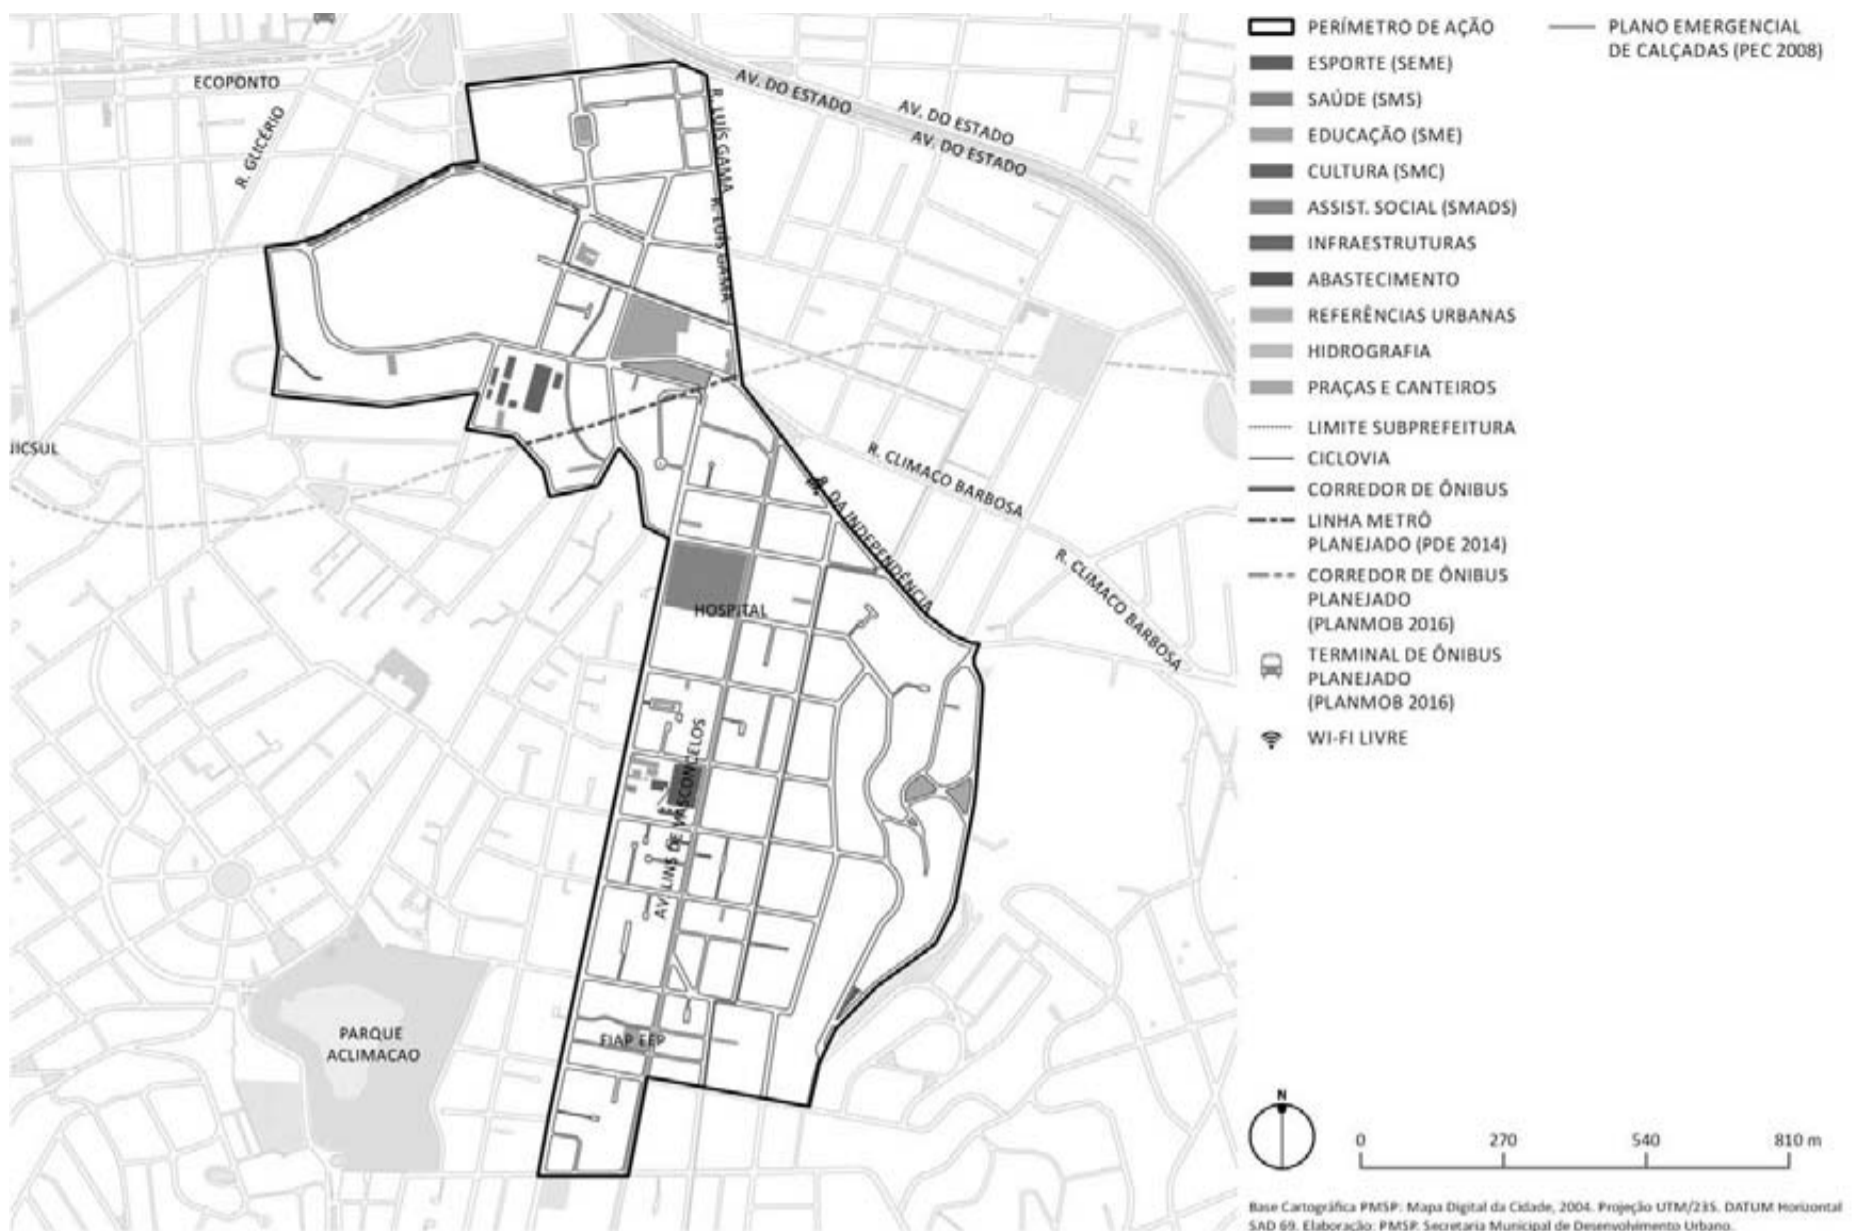 ECOPONTO
R. GLICÉRIO
R. LUÍS GAMA
R. LUÍS GAMA
AV. DO ESTADO
AV. DO ESTADO
AV. DO ESTADO
JICSUL
R. CLIMACO BARBOSA
R. DA INDEPENDÊNCIA
R. CLIMACO BARBOSA
HOSPITAL
AV. LINS DE VASCONCELOS
PARQUE
ACLIMACAO
FIAP EEP
PERÍMETRO DE AÇÃO
ESPORTE (SEME)
SAÚDE (SMS)
EDUCAÇÃO (SME)
CULTURA (SMC)
ASSIST. SOCIAL (SMADS)
INFRAESTRUTURAS
ABASTECIMENTO
REFERÊNCIAS URBANAS
HIDROGRAFIA
PRAÇAS E CANTEIROS
LIMITE SUBPREFEITURA
CICLOVIA
CORREDOR DE ÔNIBUS
LINHA METRÔ
PLANEJADO (PDE 2014)
CORREDOR DE ÔNIBUS
PLANEJADO
(PLANMOB 2016)
TERMINAL DE ÔNIBUS
PLANEJADO
(PLANMOB 2016)
WI-FI LIVRE
PLANO EMERGENCIAL
DE CALÇADAS (PEC 2008)
N
0 270 540 810 m
Base Cartográfica PMSP: Mapa Digital da Cidade, 2004. Projeção UTM/23S. DATUM Horizontal
SAD 69. Elaboração: PMSP. Secretaria Municipal de Desenvolvimento Urbano.